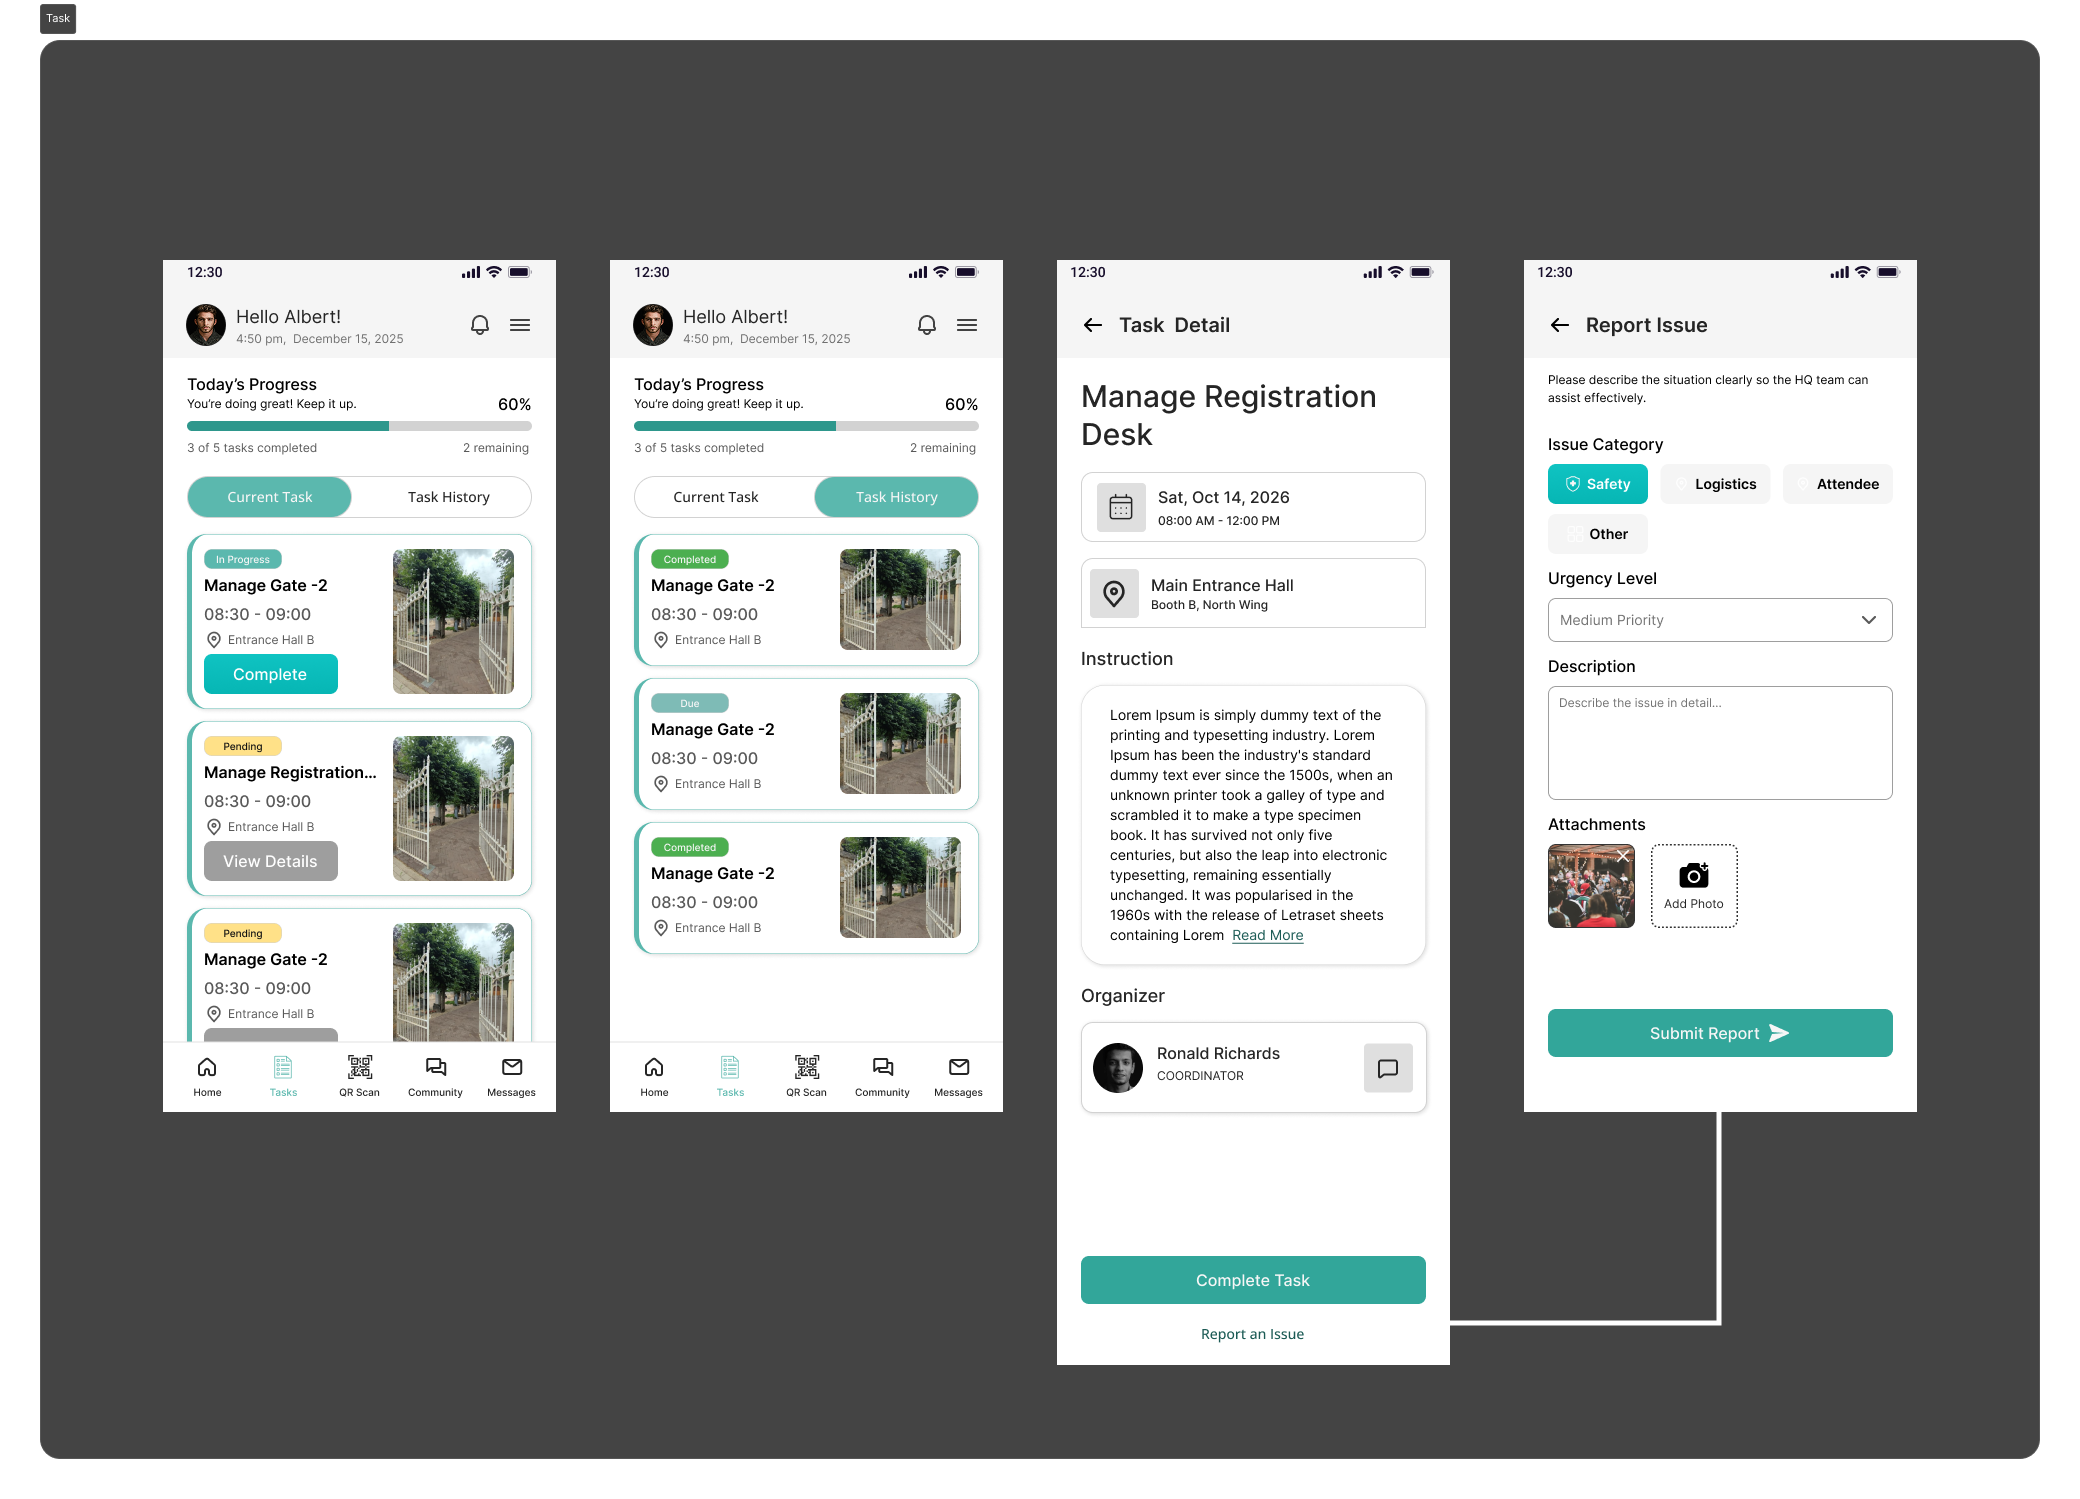 Task
12:30
Hello Albert!
4:50 pm, December 15, 2025
Today's Progress
You're doing great! Keep it up.
60%
3 of 5 tasks completed
2 remaining
Current Task
Task History
In Progress
Manage Gate -2
08:30 - 09:00
Entrance Hall B
Complete
Pending
Manage Registration...
08:30 - 09:00
Entrance Hall B
View Details
Pending
Manage Gate -2
08:30 - 09:00
Entrance Hall B
Home
Tasks
QR Scan
Community
Messages
12:30
Hello Albert!
4:50 pm, December 15, 2025
Today's Progress
You're doing great! Keep it up.
60%
3 of 5 tasks completed
2 remaining
Current Task
Task History
Completed
Manage Gate -2
08:30 - 09:00
Entrance Hall B
Due
Manage Gate -2
08:30 - 09:00
Entrance Hall B
Completed
Manage Gate -2
08:30 - 09:00
Entrance Hall B
Home
Tasks
QR Scan
Community
Messages
12:30
Task Detail
Manage Registration
Desk
Sat, Oct 14, 2026
08:00 AM - 12:00 PM
Main Entrance Hall
Booth B, North Wing
Instruction
Lorem Ipsum is simply dummy text of the
printing and typesetting industry. Lorem
Ipsum has been the industry's standard
dummy text ever since the 1500s, when an
unknown printer took a galley of type and
scrambled it to make a type specimen
book. It has survived not only five
centuries, but also the leap into electronic
typesetting, remaining essentially
unchanged. It was popularised in the
1960s with the release of Letraset sheets
containing Lorem Read More
Organizer
Ronald Richards
COORDINATOR
Complete Task
Report an Issue
12:30
Report Issue
Please describe the situation clearly so the HQ team can
assist effectively.
Issue Category
Safety
Logistics
Attendee
Other
Urgency Level
Medium Priority
Description
Describe the issue in detail...
Attachments
Add Photo
Submit Report